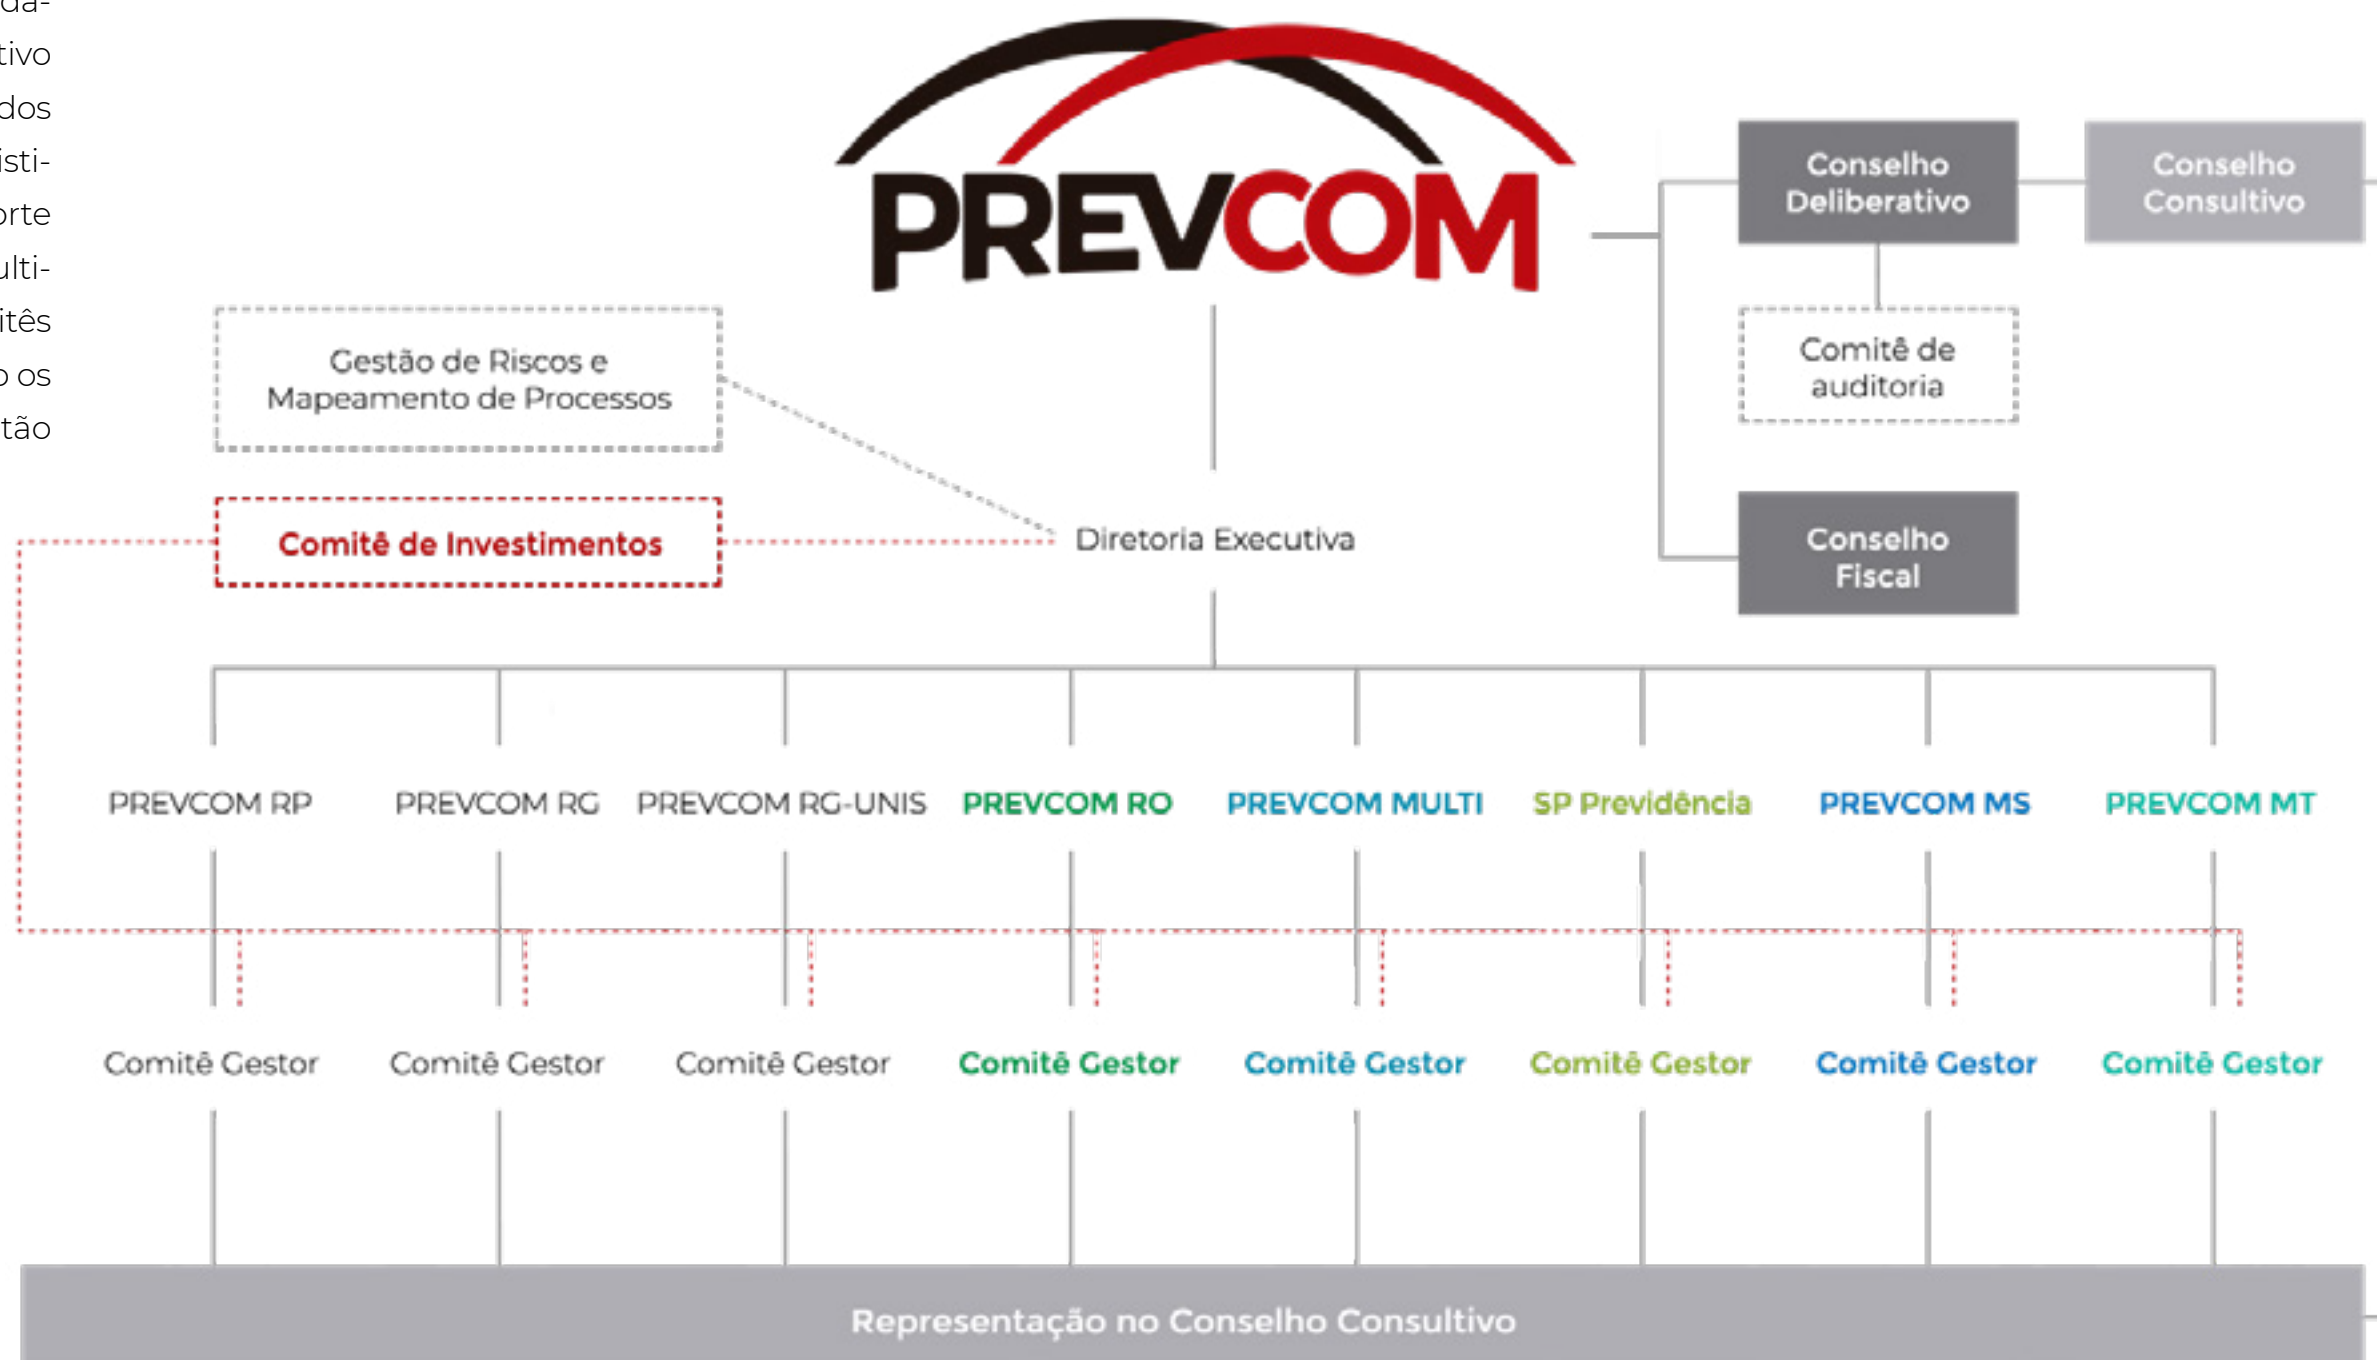 dos
PREVCOM
Conselho
Deliberativo
Conselho
Consultivo
Comitê de
auditoria
Gestão de Riscos e
Mapeamento de Processos
Comitê de Investimentos
Diretoria Executiva
Conselho
Fiscal
PREVCOM RP
PREVCOM RG
PREVCOM RG-UNIS
PREVCOM RO
PREVCOM MULTI
SP Previdência
PREVCOM MS
PREVCOM MT
Comitê Gestor
Comitê Gestor
Comitê Gestor
Comitê Gestor
Comitê Gestor
Comitê Gestor
Comitê Gestor
Comitê Gestor
Representação no Conselho Consultivo